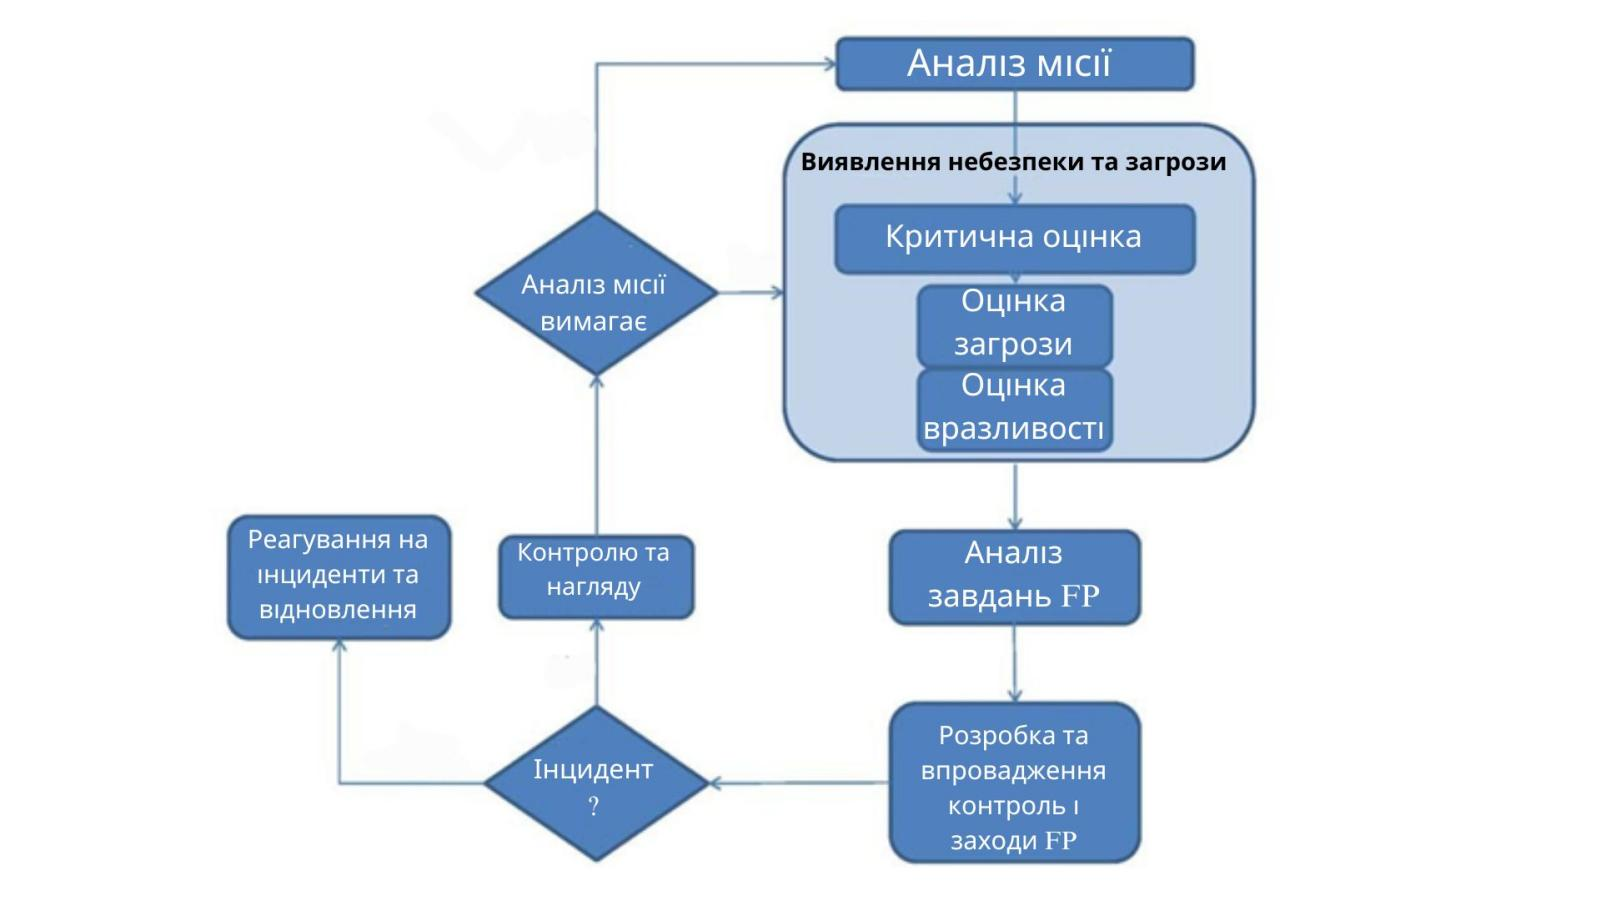 Аналіз місії
Виявлення небезпеки та загрози
Критична оцінка
Аналіз місії
вимагає
Оцінка
загрози
Оцінка
вразливості
Реагування на
інциденти та
відновлення
Контролю та
нагляду
Аналіз
завдань FP
Розробка та
впровадження
контроль і
заходи FP
Інцидент
?